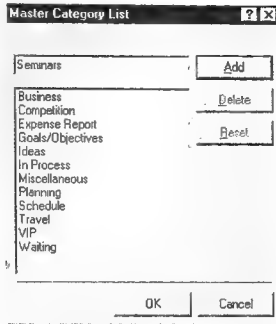 Master Category List
Seminars
Add
Business
Competition
Expense Report
Goals/Objectives
Ideas
In Process
Miscellaneous
Planning
Schedule
Travel
VIP
Waiting
Delete
Reset
OK
Cancel